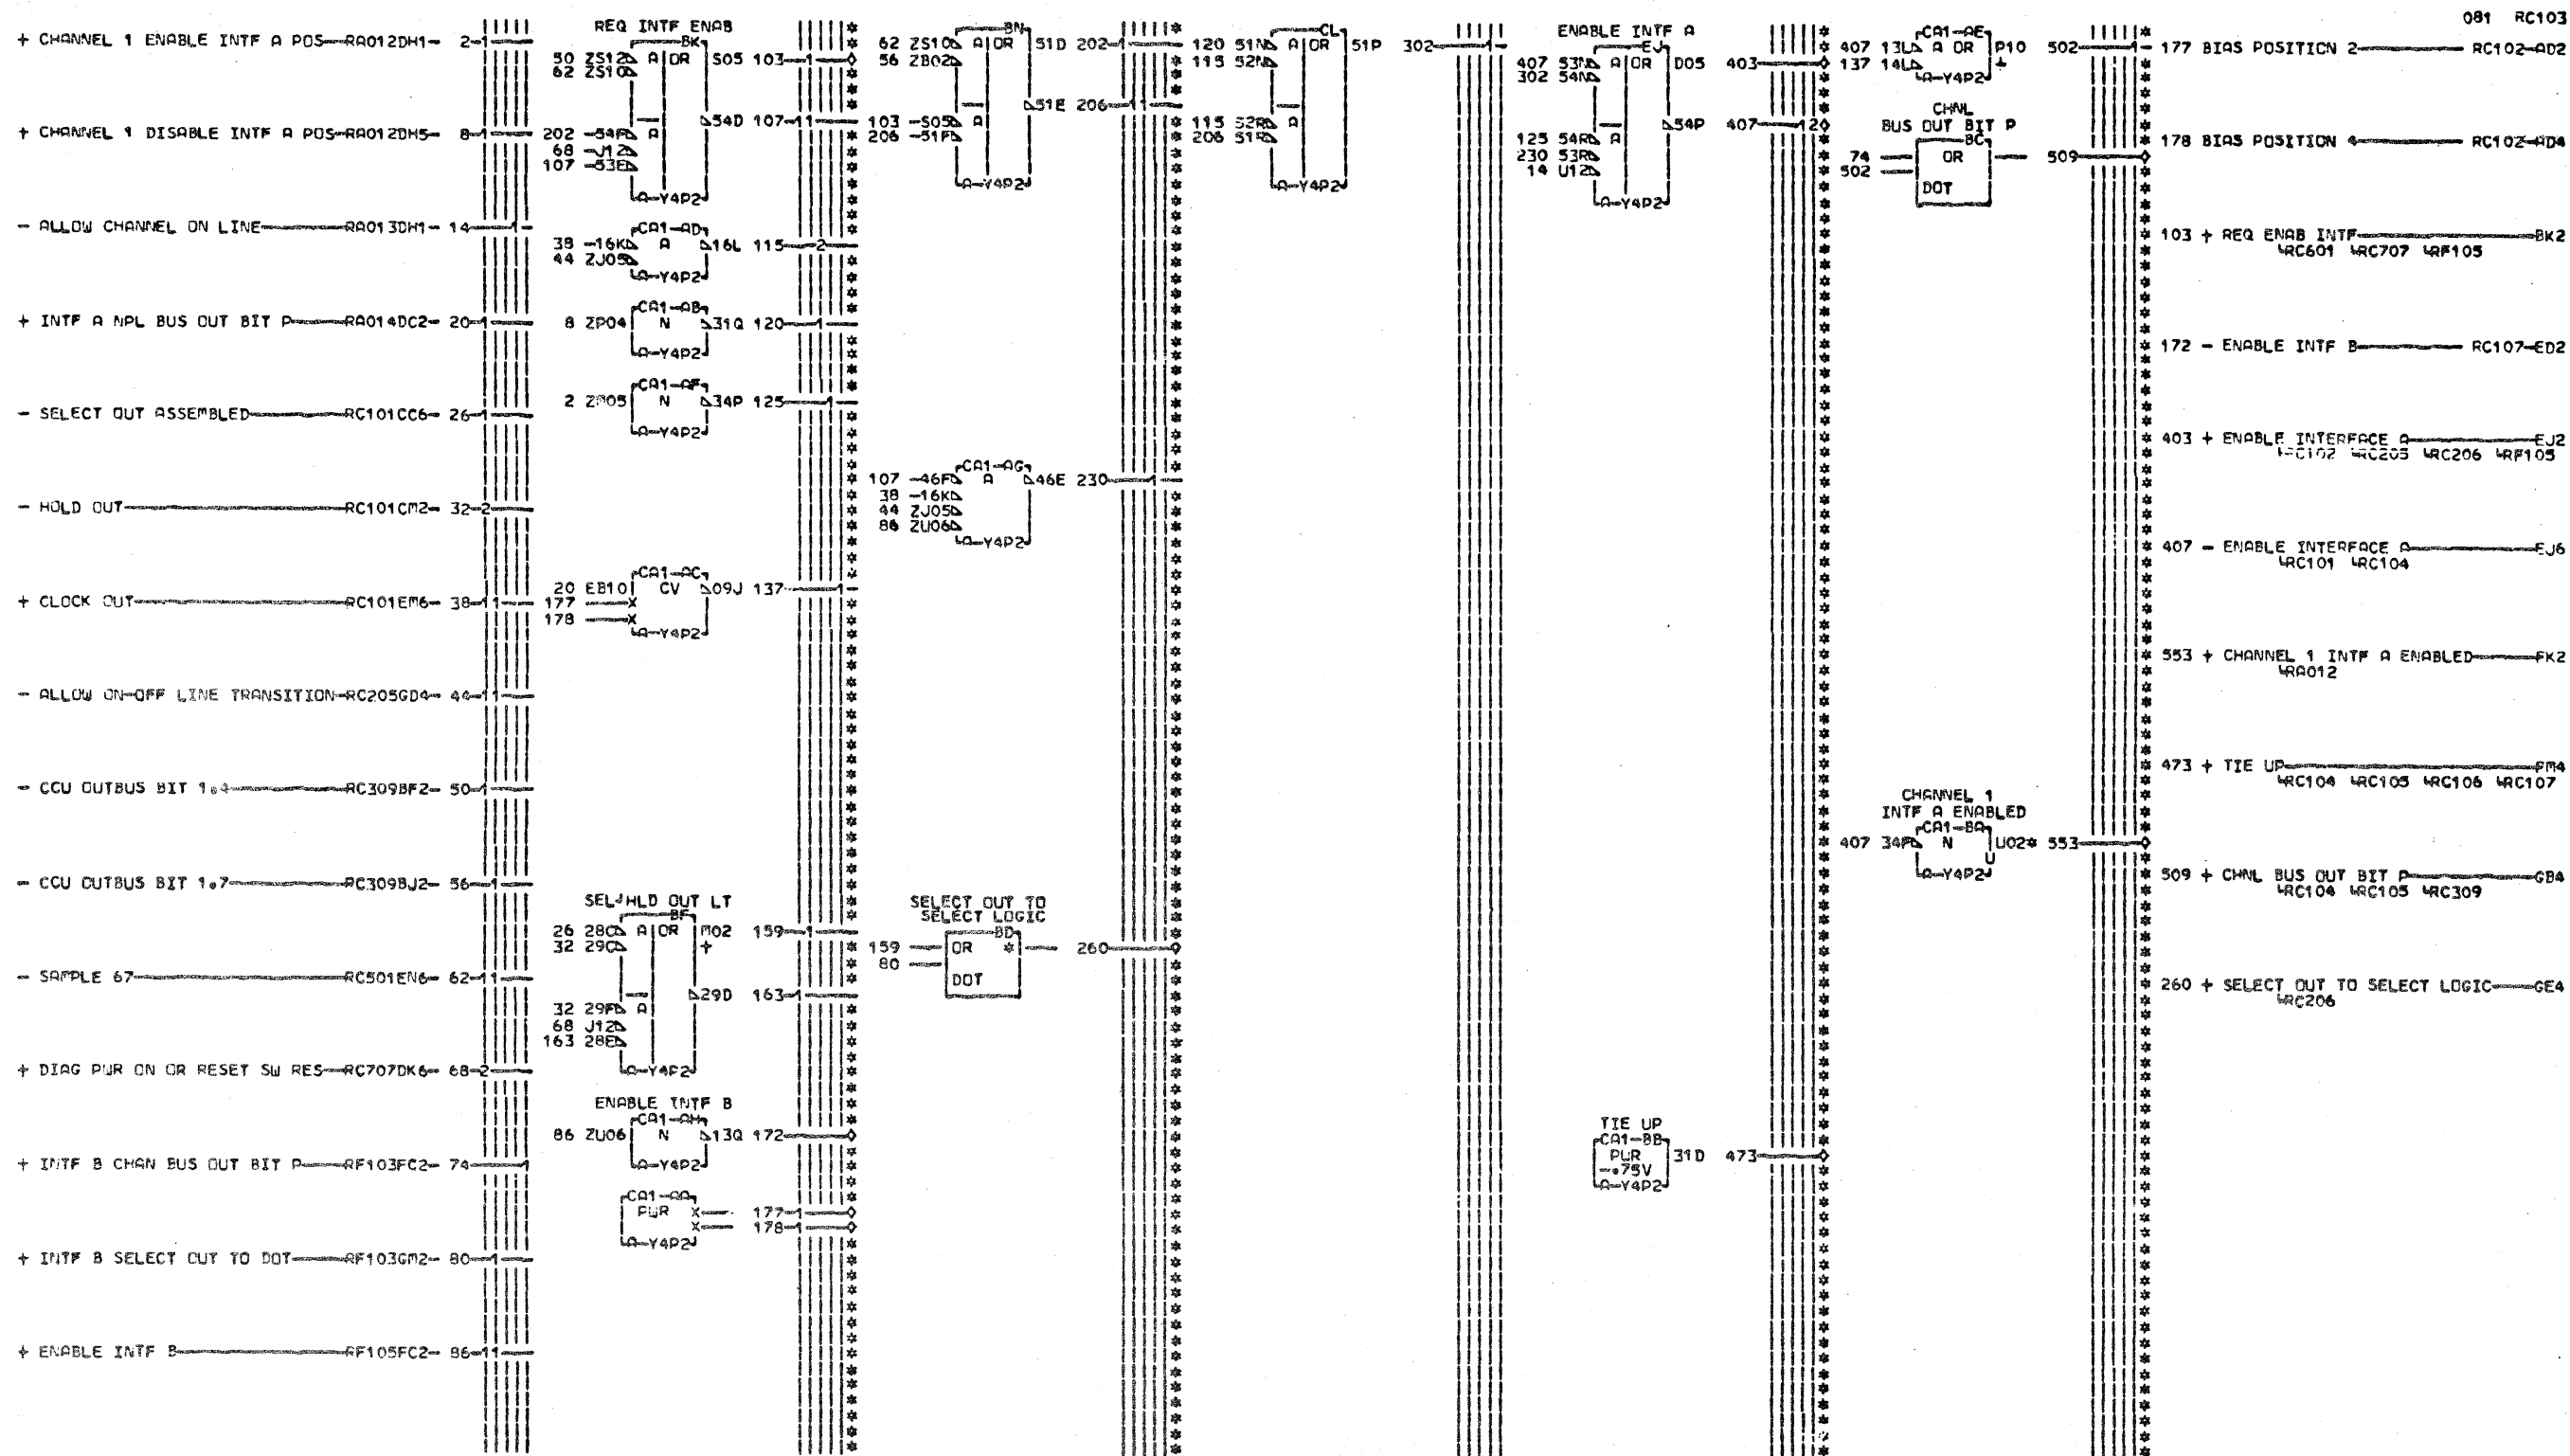 081 RC103
+ CHANNEL 1 ENABLE INTF A POS—RA012DH1— 2
+ CHANNEL 1 DISABLE INTF A POS—RA012DH5— 8
- ALLOW CHANNEL ON LINE—RA013DH1— 14
+ INTF A NPL BUS OUT BIT P—RA014DC2— 20
- SELECT OUT ASSEMBLED—RC101CC6— 26
- HOLD OUT—RC101CM2— 32
+ CLOCK OUT—RC101EM6— 38
- ALLOW ON-OFF LINE TRANSITION—RC205GD4— 44
- CCU OUTBUS BIT 1.4—RC309BF2— 50
- CCU OUTBUS BIT 1.7—RC309BJ2— 56
- SAMPLE 67—RC501EN6— 62
+ DIAG PWR ON OR RESET SW RES—RC707DK6— 68
+ INTF B CHAN BUS OUT BIT P—RF103FC2— 74
+ INTF B SELECT OUT TO DOT—RF103GM2— 80
+ ENABLE INTF B—RF105FC2— 86
REQ INTF ENAB
BK
50 ZS12 A OR S05 103
62 ZS10
54D 107
202 -54F A
68 -J12
107 -53E
A-Y4P2
CA1-AD
38 -16K A 16L 115
44 ZJ05
A-Y4P2
CA1-AB
8 ZP04 N 31Q 120
A-Y4P2
CA1-AF
2 N 34P 125
A-Y4P2
CA1-AC
20 EB10 CV 09J 137
177 X
178 X
A-Y4P2
SEL HLD OUT LT
BF
26 28C A OR M02 159
32 29C +
29D 163
32 29F A
68 J12
163 28E
A-Y4P2
ENABLE INTF B
CA1-AH
86 ZU06 N 13Q 172
A-Y4P2
CA1-AA
PWR X 177
X 178
A-Y4P2
BN
62 ZS10 A OR 51D 202
56 ZB02
51E 206
103 -S05 A
206 -51F
A-Y4P2
CA1-AG
107 -46F A 46E 230
38 -16K
44 ZJ05
86 ZU06
A-Y4P2
SELECT OUT TO
SELECT LOGIC
BD
159 OR * 260
80
DOT
CL
120 51N A OR 51P 302
115 52N
115 52R A
206 51R
A-Y4P2
ENABLE INTF A
EJ
407 53N A OR D05 403
302 54N
54P 407
125 54R A
230 53R
14 U12
A-Y4P2
TIE UP
CA1-BB
PWR 31D 473
-.75V
A-Y4P2
CA1-AE
407 13L A OR P10 502
137 14L +
A-Y4P2
CHNL
BUS OUT BIT P
BC
74 OR 509
502
DOT
CHANNEL 1
INTF A ENABLED
CA1-BA
407 34F N U02* 553
U
A-Y4P2
177 BIAS POSITION 2—RC102-AD2
178 BIAS POSITION 4—RC102-AD4
103 + REQ ENAB INTF—BK2
RC601 RC707 RF105
172 - ENABLE INTF B—RC107-ED2
403 + ENABLE INTERFACE A—EJ2
RC102 RC205 RC206 RF105
407 - ENABLE INTERFACE A—EJ6
RC101 RC104
553 + CHANNEL 1 INTF A ENABLED—FK2
RA012
473 + TIE UP—FM4
RC104 RC105 RC106 RC107
509 + CHNL BUS OUT BIT P—GB4
RC104 RC105 RC309
260 + SELECT OUT TO SELECT LOGIC—GE4
RC206